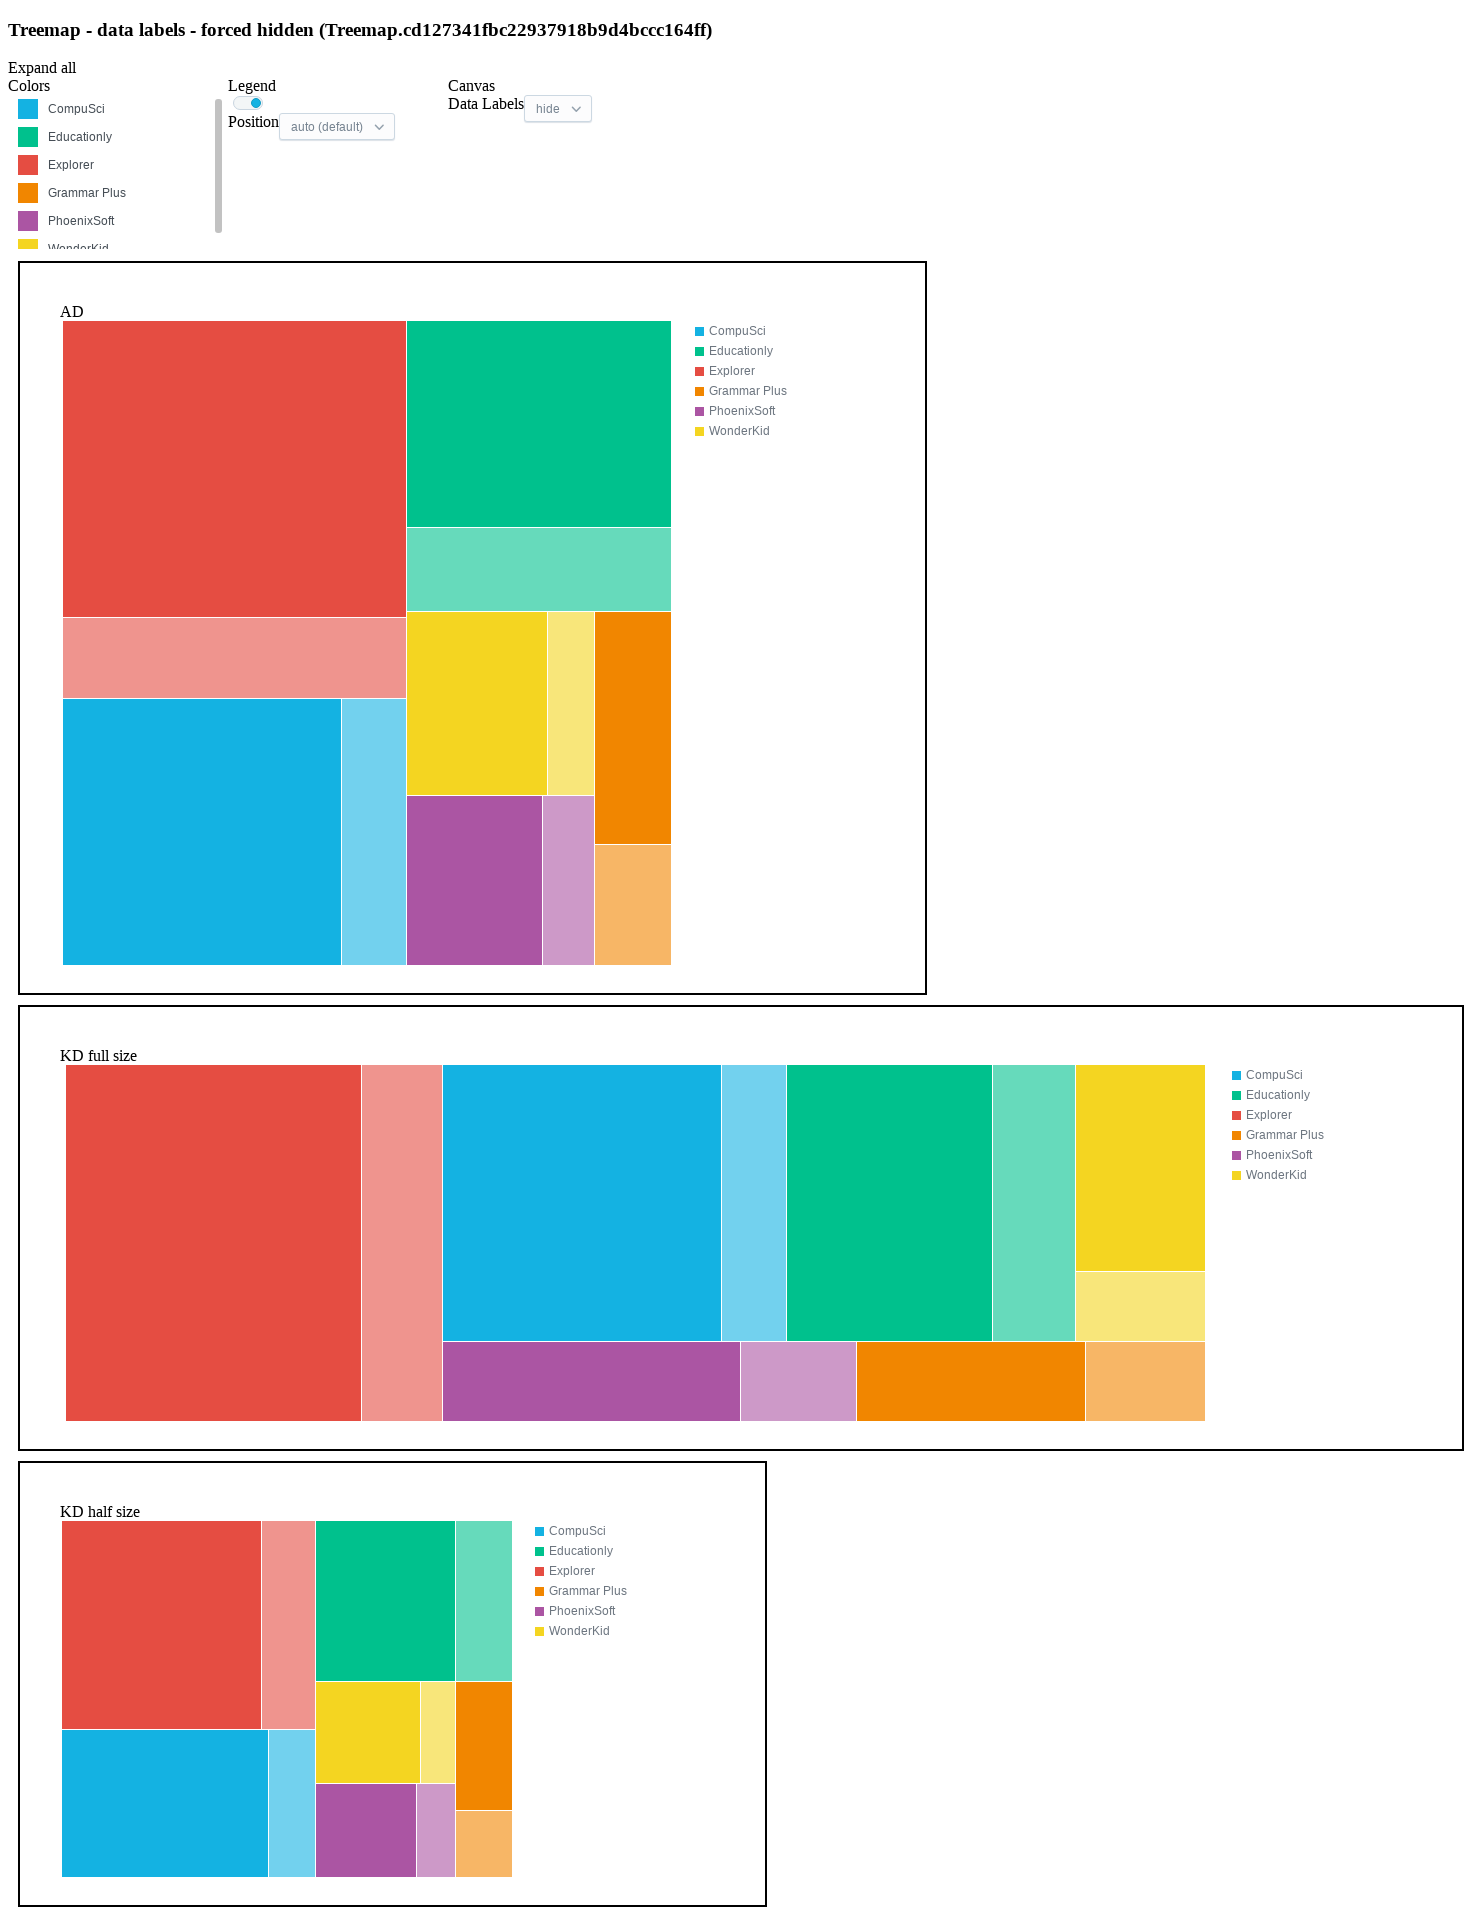 Treemap - data labels - forced hidden (Treemap.cd127341fbc22937918b9d4bccc164ff)
Expand all
Colors
CompuSci
Educationly
Explorer
Grammar Plus
PhoenixSoft
WonderKid
Legend
Position auto (default)
Canvas
Data Labels hide
AD
CompuSci
Educationly
Explorer
Grammar Plus
PhoenixSoft
WonderKid
KD full size
CompuSci
Educationly
Explorer
Grammar Plus
PhoenixSoft
WonderKid
KD half size
CompuSci
Educationly
Explorer
Grammar Plus
PhoenixSoft
WonderKid